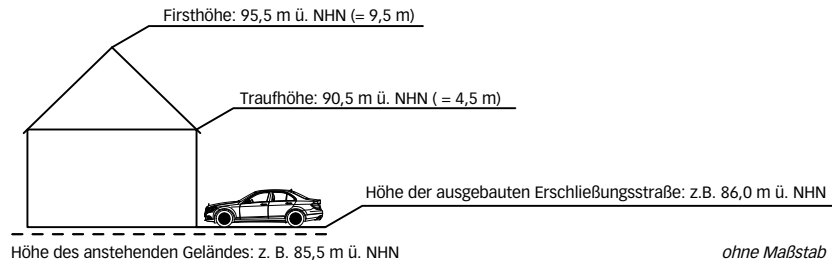 Firsthöhe: 95,5 m ü. NHN (= 9,5 m)
Traufhöhe: 90,5 m ü. NHN ( = 4,5 m)
Höhe der ausgebauten Erschließungsstraße: z.B. 86,0 m ü. NHN
Höhe des anstehenden Geländes: z. B. 85,5 m ü. NHN
ohne Maßstab